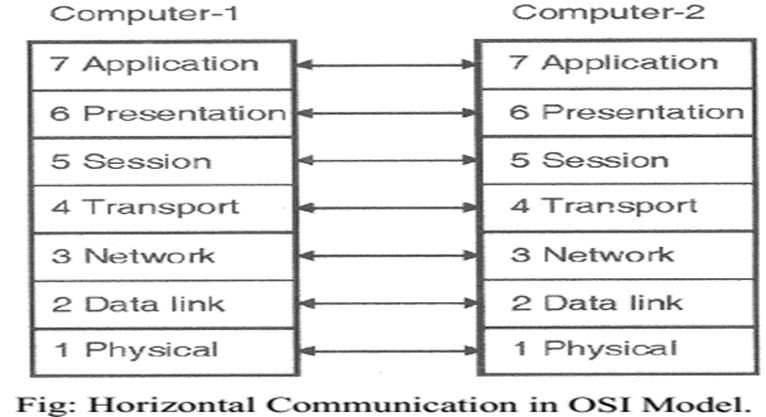 Computer-1 Computer-2
7 Application 7 Application
6 Presentation 6 Presentation
5 Session 5 Session
4 Transport 4 Transport
3 Network 3 Network
2 Data link 2 Data link
1 Physical 1 Physical
Fig: Horizontal Communication in OSI Model.